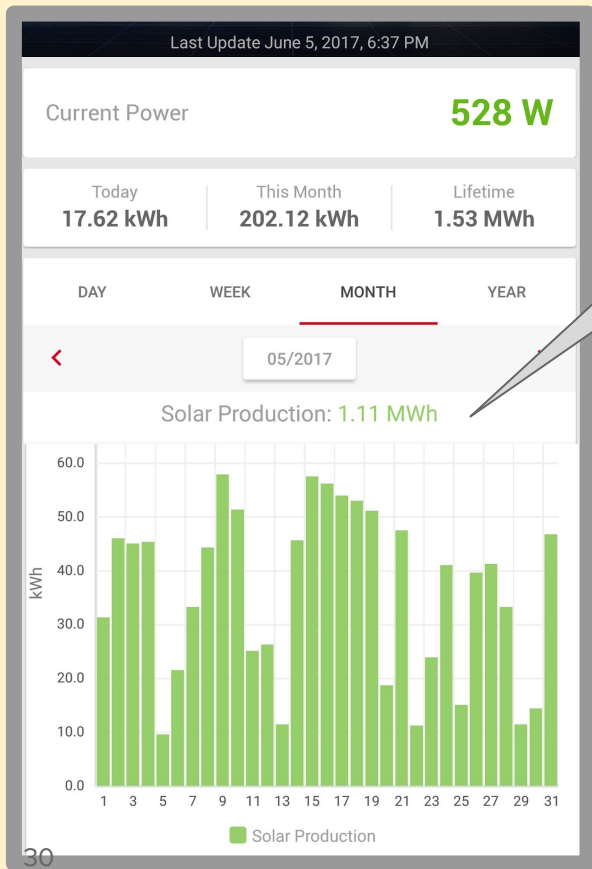 Last Update June 5, 2017, 6:37 PM
Current Power 528 W
Today This Month Lifetime
17.62 kWh 202.12 kWh 1.53 MWh
DAY WEEK MONTH YEAR
05/2017
Solar Production: 1.11 MWh
60.0
50.0
40.0
30.0
20.0
10.0
0.0
kWh
1 3 5 7 9 11 13 15 17 19 21 23 25 27 29 31
Solar Production
30